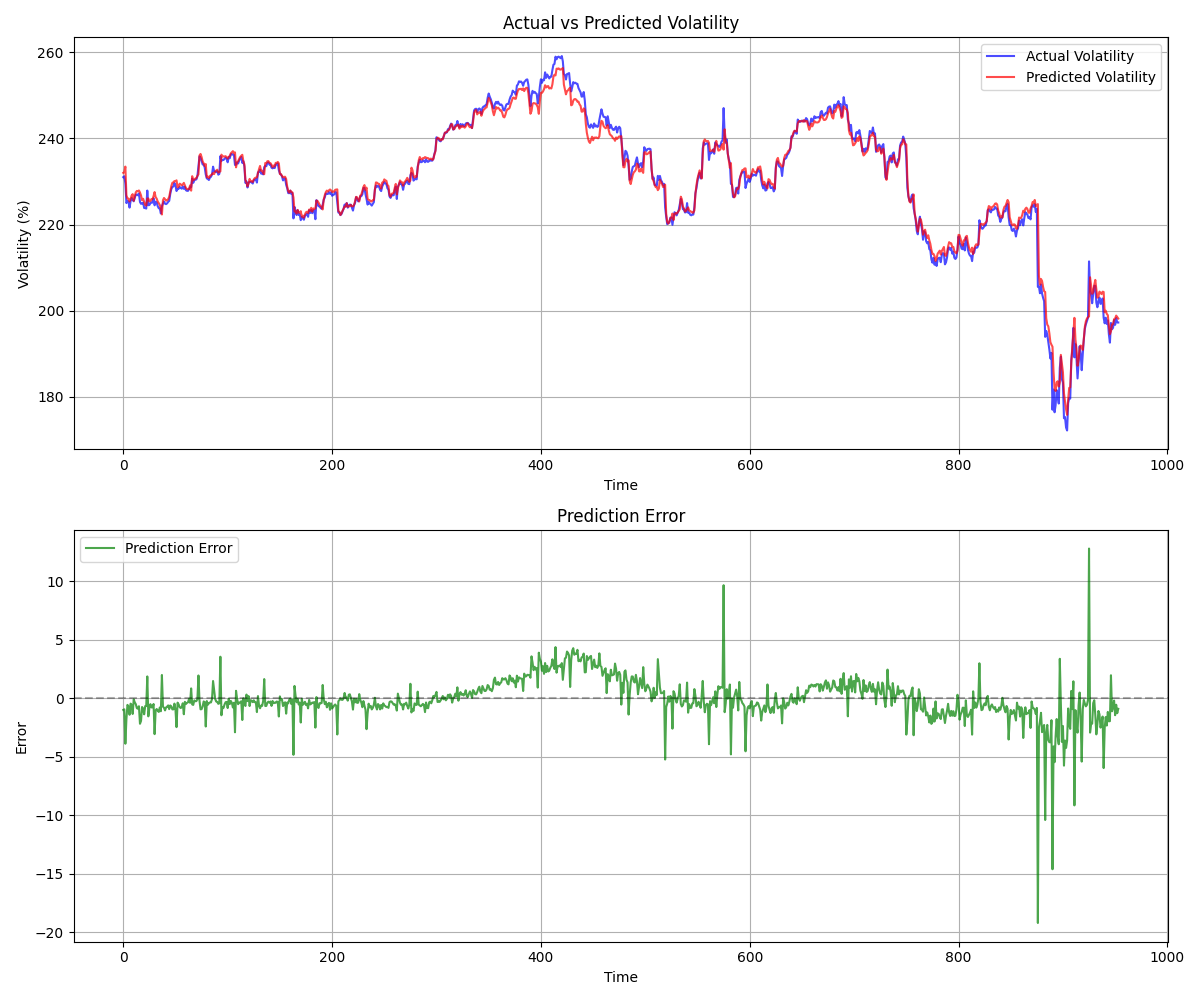 Actual vs Predicted Volatility
Volatility (%)
260
240
220
200
180
Actual Volatility
Predicted Volatility
0 200 400 600 800 1000
Time
Prediction Error
Error
10
5
0
−5
−10
−15
−20
Prediction Error
0 200 400 600 800 1000
Time